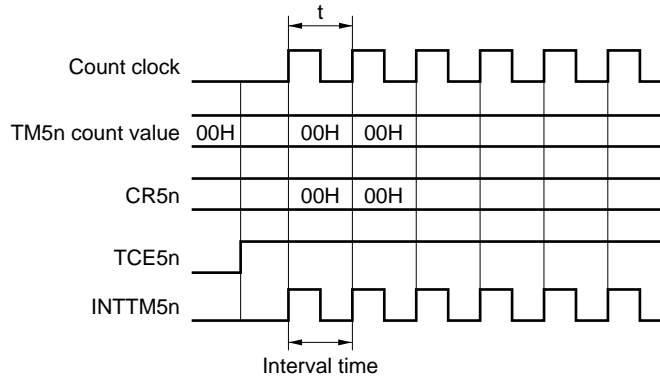 t
Count clock
TM5n count value 00H 00H 00H
CR5n 00H 00H
TCE5n
INTTM5n
Interval time